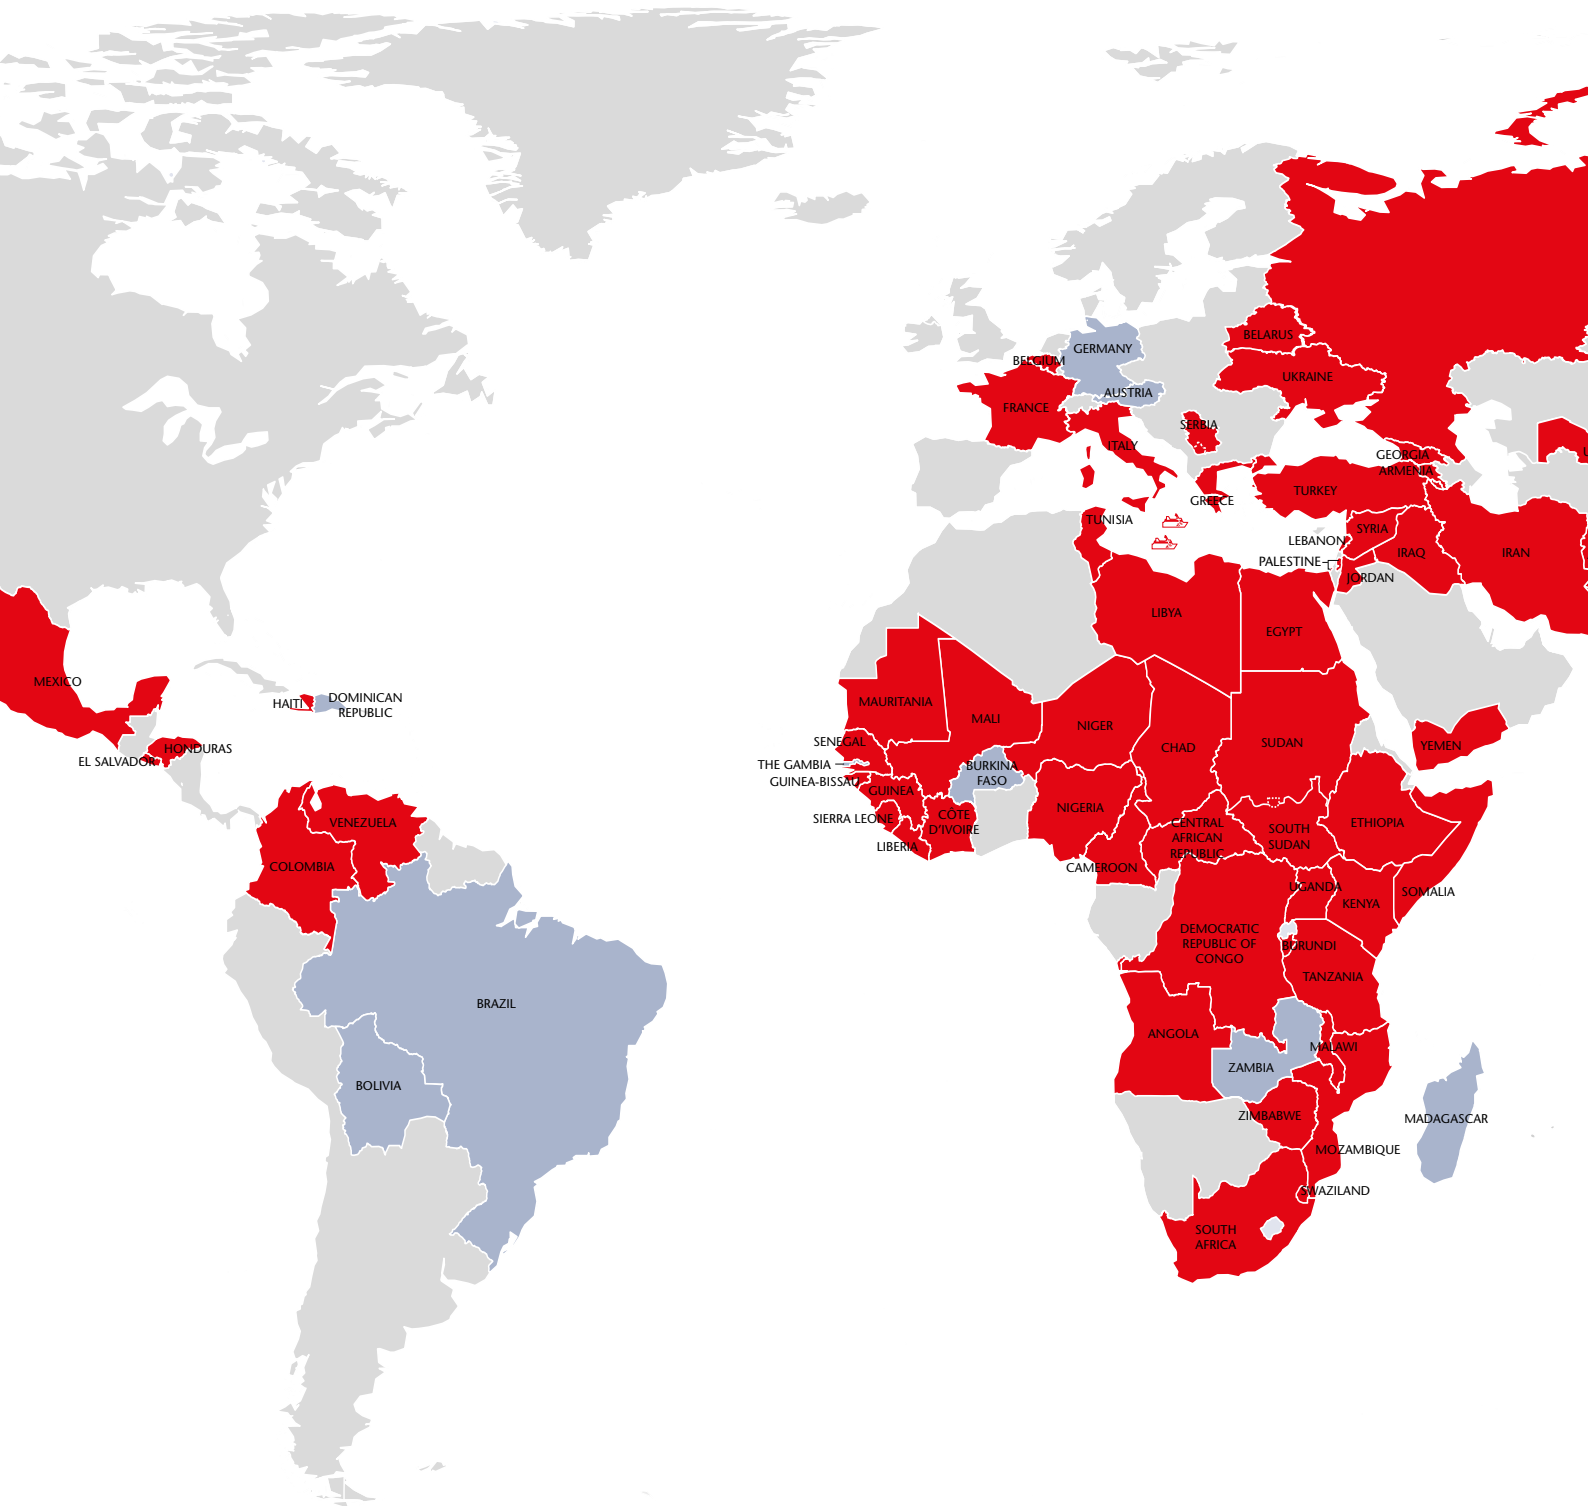 BELARUS
GERMANY
BELGIUM
UKRAINE
AUSTRIA
FRANCE
SERBIA
ITALY
GEORGIA
ARMENIA
TURKEY
GREECE
TUNISIA
SYRIA
LEBANON
IRAQ
IRAN
PALESTINE
JORDAN
LIBYA
EGYPT
MEXICO
HAITI
DOMINICAN
REPUBLIC
MAURITANIA
MALI
NIGER
SENEGAL
CHAD
SUDAN
YEMEN
HONDURAS
EL SALVADOR
THE GAMBIA
BURKINA
FASO
GUINEA-BISSAU
GUINEA
NIGERIA
SIERRA LEONE
CÔTE
D'IVOIRE
VENEZUELA
CENTRAL
AFRICAN
REPUBLIC
SOUTH
SUDAN
ETHIOPIA
LIBERIA
COLOMBIA
CAMEROON
UGANDA
SOMALIA
KENYA
DEMOCRATIC
REPUBLIC OF
CONGO
BURUNDI
TANZANIA
BRAZIL
ANGOLA
MALAWI
ZAMBIA
BOLIVIA
ZIMBABWE
MADAGASCAR
MOZAMBIQUE
SWAZILAND
SOUTH
AFRICA